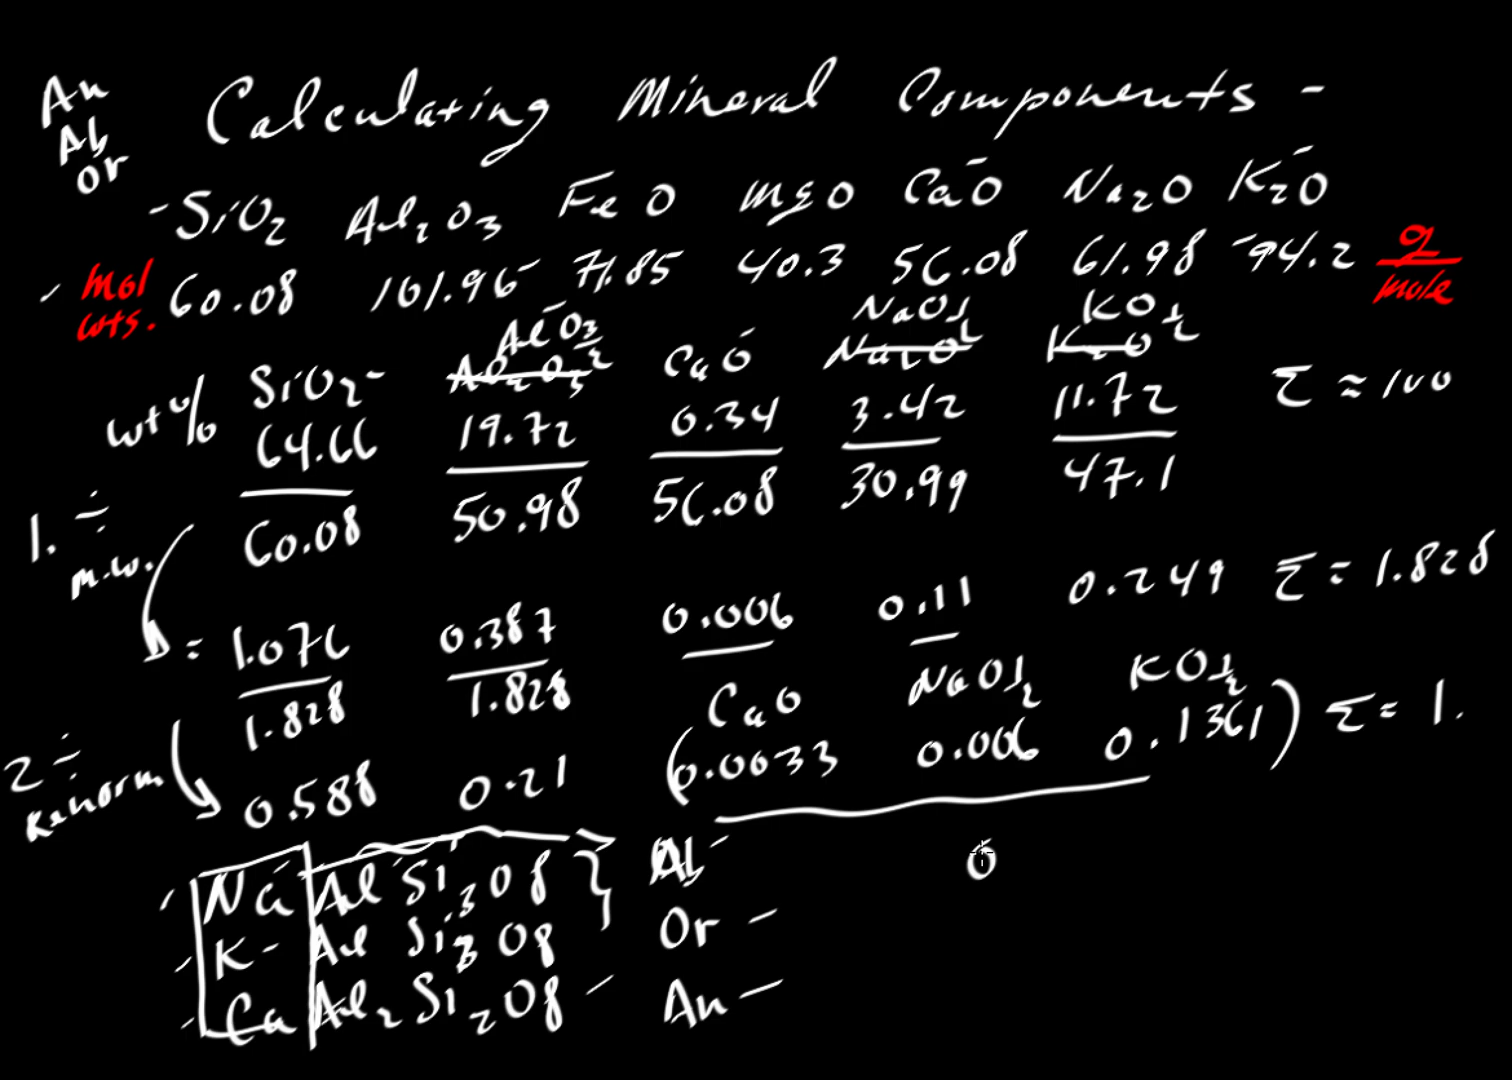 An
Ab
Or
Calculating Mineral Components -
- SiO2 Al2O3 FeO MgO CaO Na2O K2O
mol wts. 60.08 101.96 71.85 40.3 56.08 61.98 94.2 g/mole
AlO3/2 NaO1/2 KO1/2
wt% SiO2 Al2O3 CaO Na2O K2O
64.66 19.72 0.34 3.42 11.72 Σ ≈ 100
1. ÷ m.w. 60.08 50.98 56.08 30.99 47.1
= 1.076 0.387 0.006 0.11 0.249 Σ = 1.828
1.828 1.828 CaO NaO1/2 KO1/2
2 ÷ Renorm. 0.588 0.21 (0.0033 0.006 0.1361) Σ = 1.
Na AlSi3O8 } Ab - 0
K - AlSi3O8 Or -
Ca Al2Si2O8 - An -